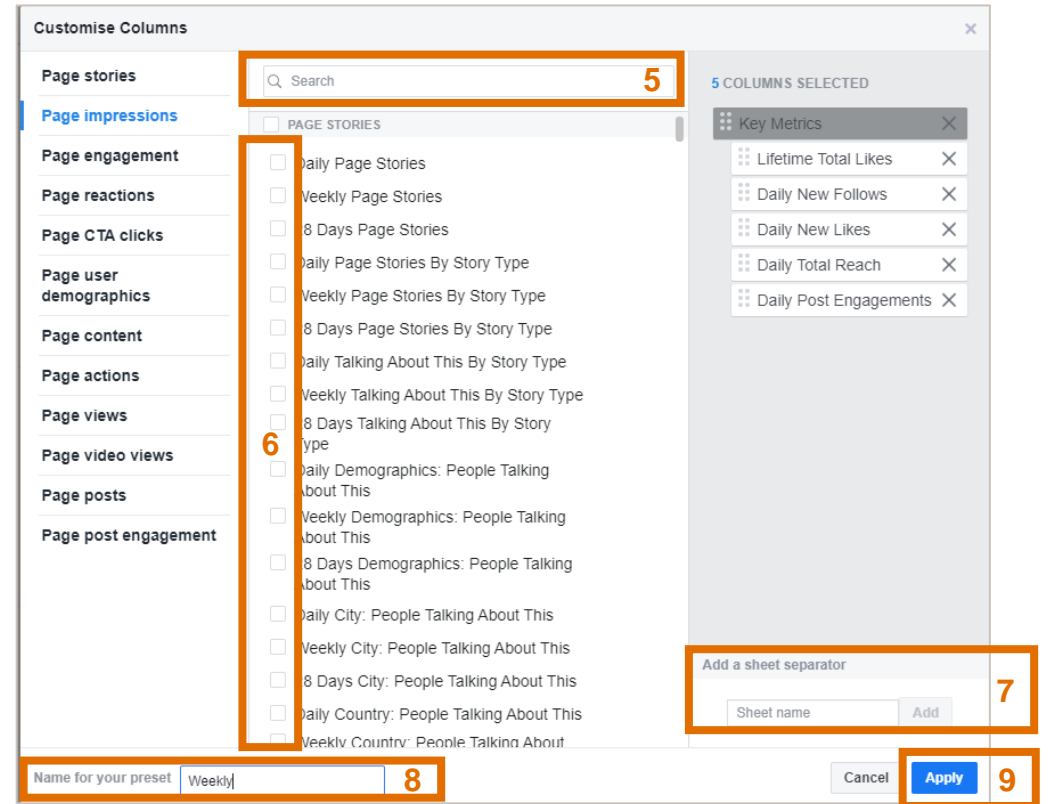 Customise Columns
Page stories
Page impressions
Page engagement
Page reactions
Page CTA clicks
Page user
demographics
Page content
Page actions
Page views
Page video views
Page posts
Page post engagement
Search
5
PAGE STORIES
Daily Page Stories
Weekly Page Stories
28 Days Page Stories
Daily Page Stories By Story Type
Weekly Page Stories By Story Type
28 Days Page Stories By Story Type
Daily Talking About This By Story Type
Weekly Talking About This By Story Type
28 Days Talking About This By Story
Type
6
Daily Demographics: People Talking
About This
Weekly Demographics: People Talking
About This
28 Days Demographics: People Talking
About This
Daily City: People Talking About This
Weekly City: People Talking About This
28 Days City: People Talking About This
Daily Country: People Talking About This
Weekly Country: People Talking About
5 COLUMNS SELECTED
Key Metrics
Lifetime Total Likes
Daily New Follows
Daily New Likes
Daily Total Reach
Daily Post Engagements
Add a sheet separator
7
Sheet name Add
Name for your preset Weekly 8
Cancel Apply 9